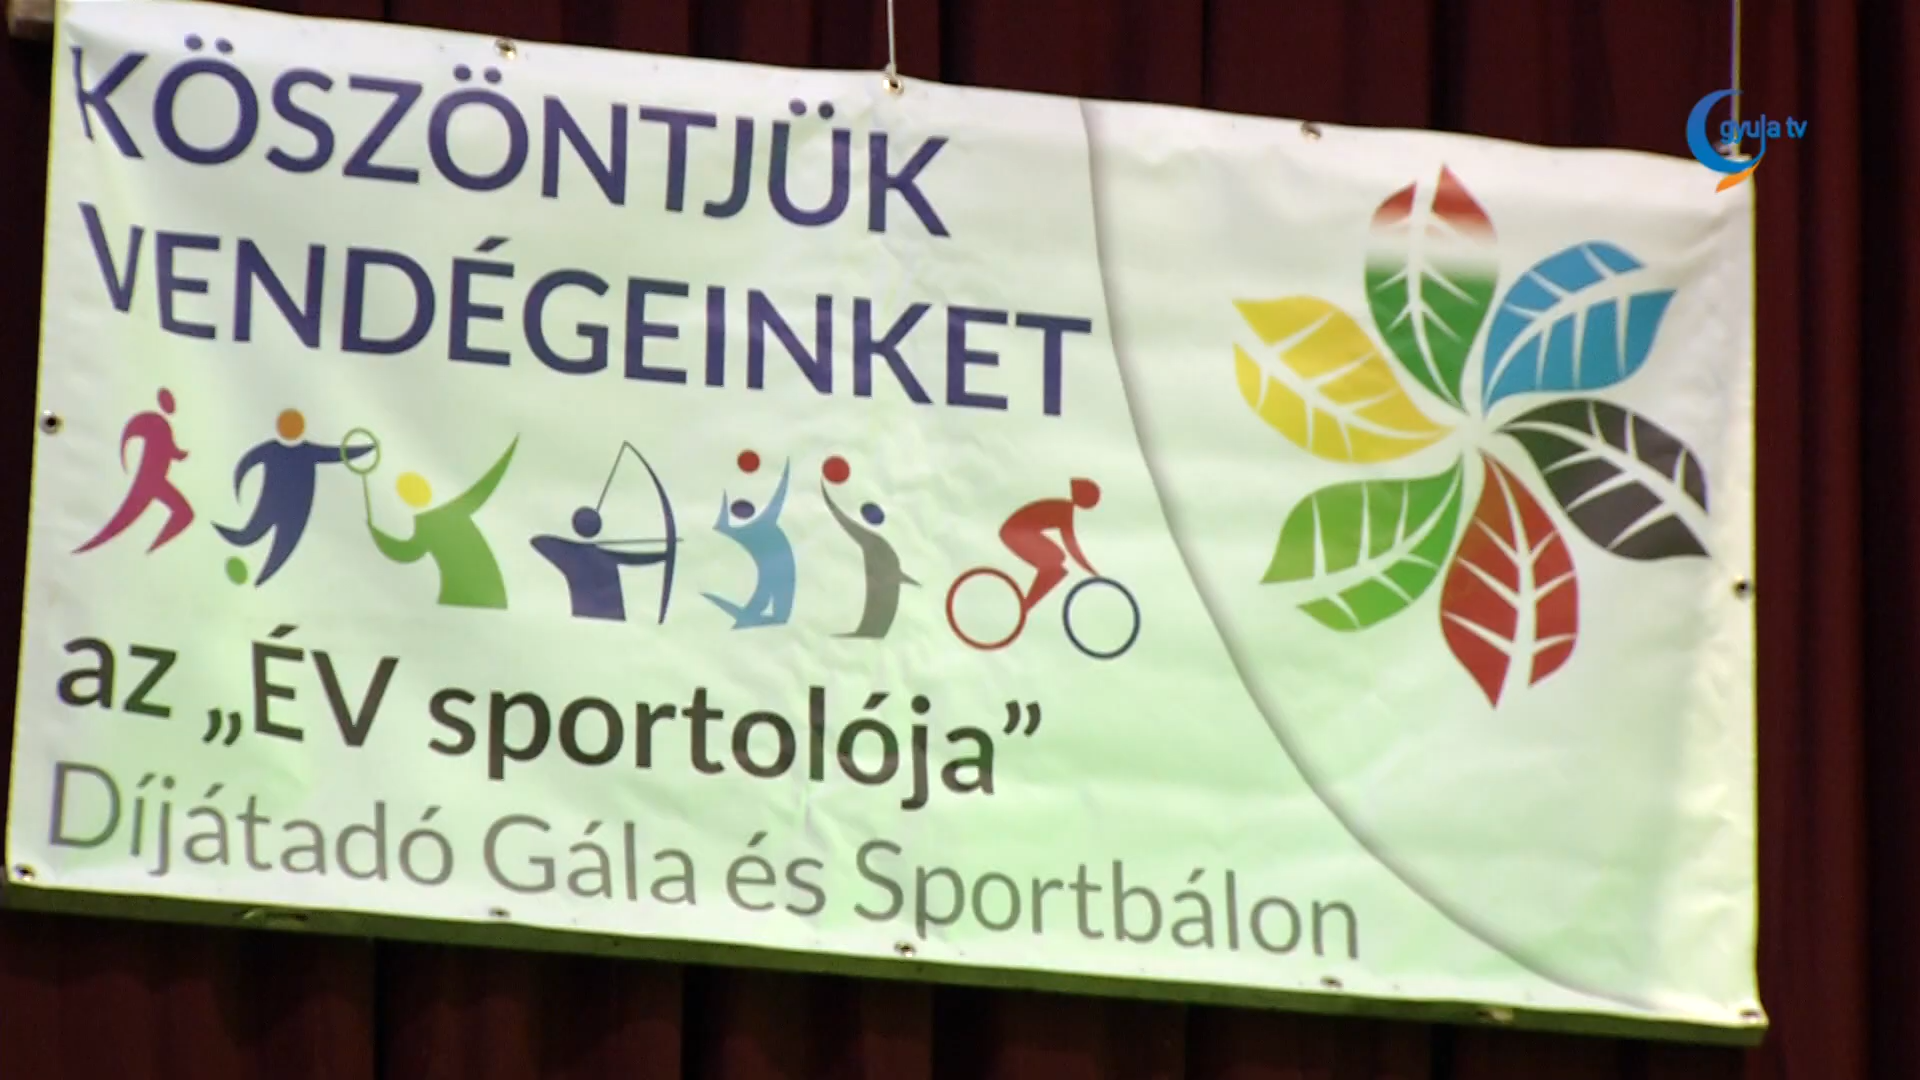 KÖSZÖNTJÜK
VENDÉGEINKET
az „ÉV sportolója”
Díjátadó Gála és Sportbálon
gyula tv